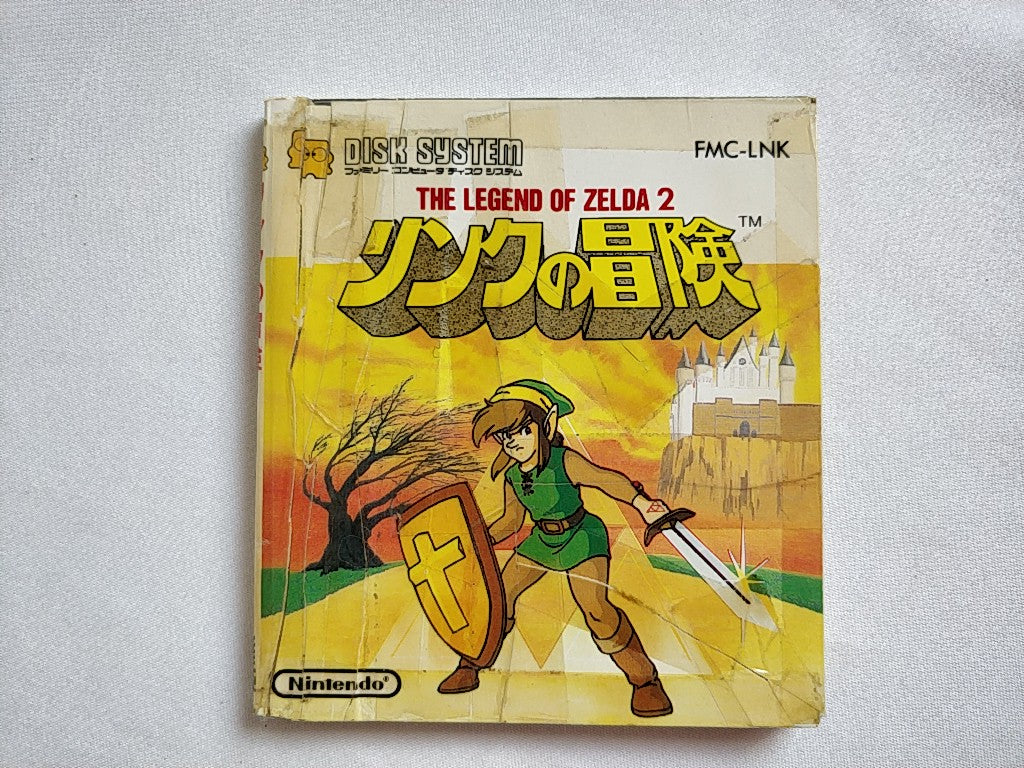 DISK SYSTEM
ファミリー コンピュータ ディスク システム
FMC-LNK
THE LEGEND OF ZELDA 2
リンクの冒険
TM
Nintendo®